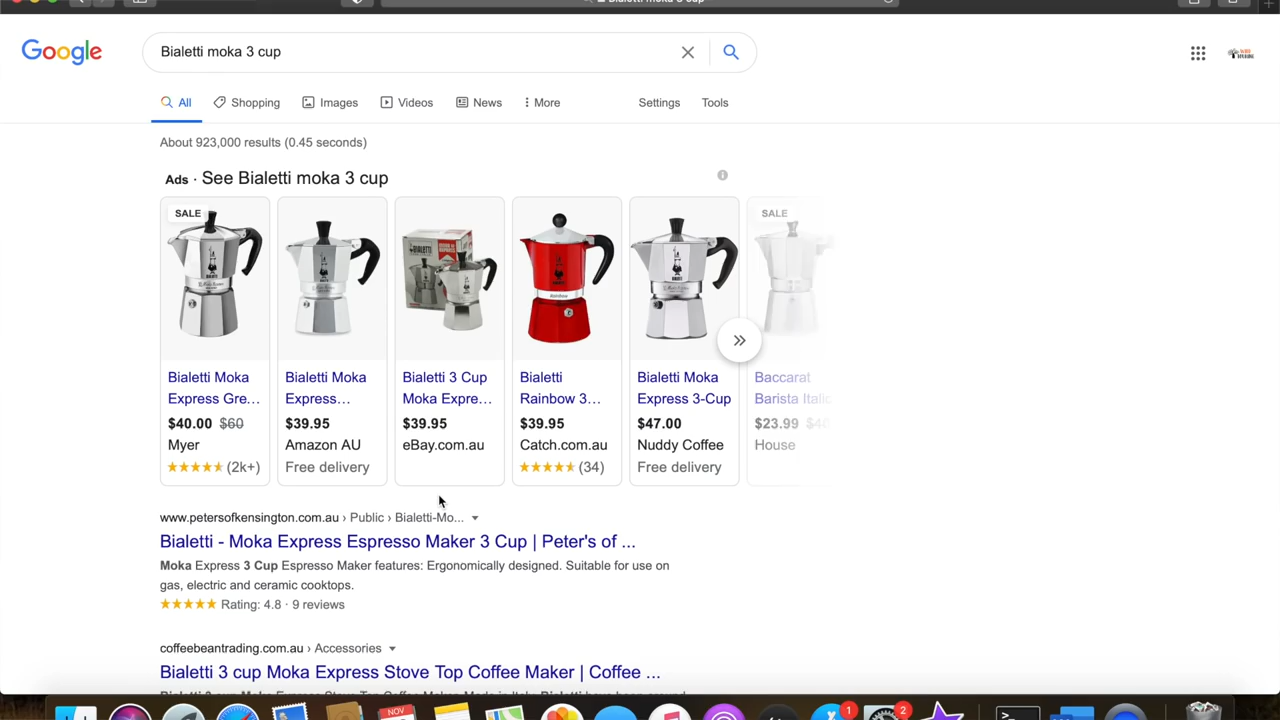 Google
Bialetti moka 3 cup
All
Shopping
Images
Videos
News
More
Settings
Tools
About 923,000 results (0.45 seconds)
Ads · See Bialetti moka 3 cup
SALE
Bialetti Moka
Express Gre...
$40.00 $60
Myer
(2k+)
Bialetti Moka
Express...
$39.95
Amazon AU
Free delivery
BIALETTI
Bialetti 3 Cup
Moka Expre...
$39.95
eBay.com.au
Bialetti
Rainbow 3...
$39.95
Catch.com.au
(34)
Bialetti Moka
Express 3-Cup
$47.00
Nuddy Coffee
Free delivery
SALE
Baccarat
Barista Italic
$23.99 $40
House
www.petersofkensington.com.au › Public › Bialetti-Mo...
Bialetti - Moka Express Espresso Maker 3 Cup | Peter's of ...
Moka Express 3 Cup Espresso Maker features: Ergonomically designed. Suitable for use on
gas, electric and ceramic cooktops.
Rating: 4.8 · 9 reviews
coffeebeantrading.com.au › Accessories
Bialetti 3 cup Moka Express Stove Top Coffee Maker | Coffee ...
NOV
1
2